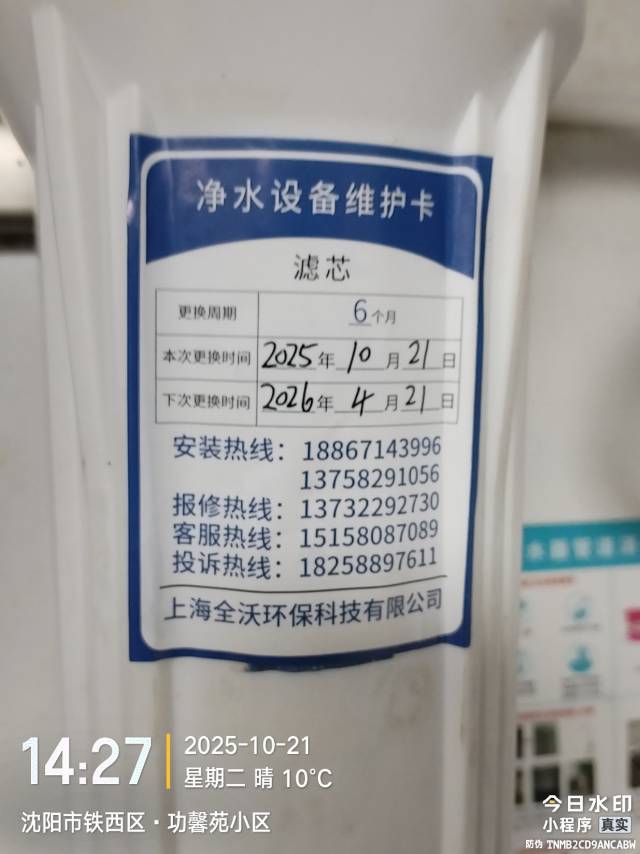 净水设备维护卡
滤芯
更换周期 6个月
本次更换时间 2025年 10月 21日
下次更换时间 2026年 4月 21日
安装热线：18867143996
13758291056
报修热线：13732292730
客服热线：15158087089
投诉热线：18258897611
上海全沃环保科技有限公司
14:27
2025-10-21
星期二 晴 10℃
沈阳市铁西区·功馨苑小区
今日水印
小程序 真实
防伪 TNMB2CD9ANCABW